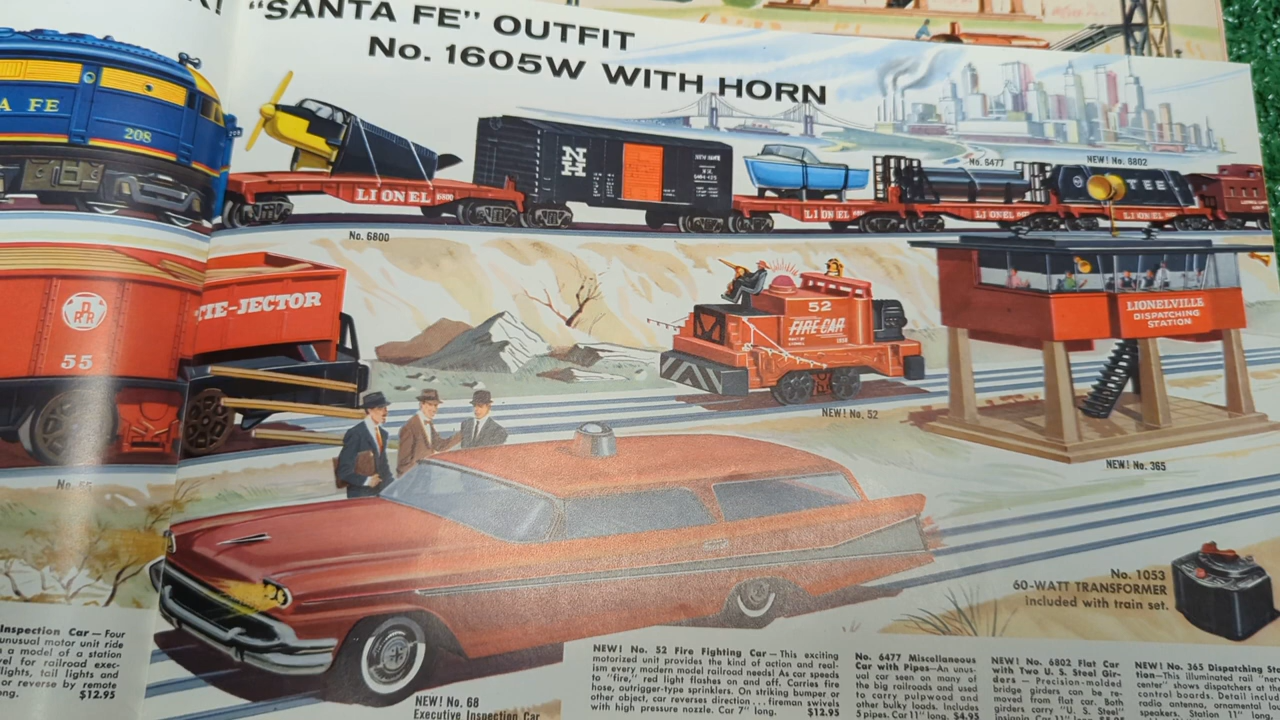 "SANTA FE" OUTFIT
No. 1605W WITH HORN
A FE
208
LIONEL 6800
N
H
LIONEL
LIONEL
TEE
LIONEL
No. 6477
NEW! No. 8802
No. 6800
TIE-JECTOR
55
52
FIRE CAR
NEW! No. 52
LIONELVILLE
DISPATCHING
STATION
NEW! No. 365
No. 55
No. 1053
60-WATT TRANSFORMER
included with train set.
Inspection Car—Four
unusual motor unit ride
a model of a station
for railroad exec-
lights, tail lights and
or reverse by remote
$12.95
NEW! No. 68
Executive Inspection Car
NEW! No. 52 Fire Fighting Car—This exciting
motorized unit provides the kind of action and real-
ism every modern model railroad needs! As car speeds
to "fire," red light flashes on and off. Carries fire
hose, outrigger-type sprinklers. On striking bumper or
other object, car reverses direction...fireman swivels
with high pressure nozzle. Car 7" long. $12.95
No. 6477 Miscellaneous
Car with Pipes—An unus-
ual car seen on many of
the big railroads and used
to carry pulpwood and
other bulky loads. Includes
5 pipes. Car 11" long. $4.95
NEW! No. 6802 Flat Car
with Two U. S. Steel Gir-
ders — Precision-molded
bridge girders can be re-
moved from flat car. Both
girders carry "U. S. Steel"
NEW! No. 365 Dispatching Sta-
tion—This illuminated rail "nerve
center" shows dispatchers at the
control boards. Detail includes
radio antenna, ornamental
speakers. Station 11" long.